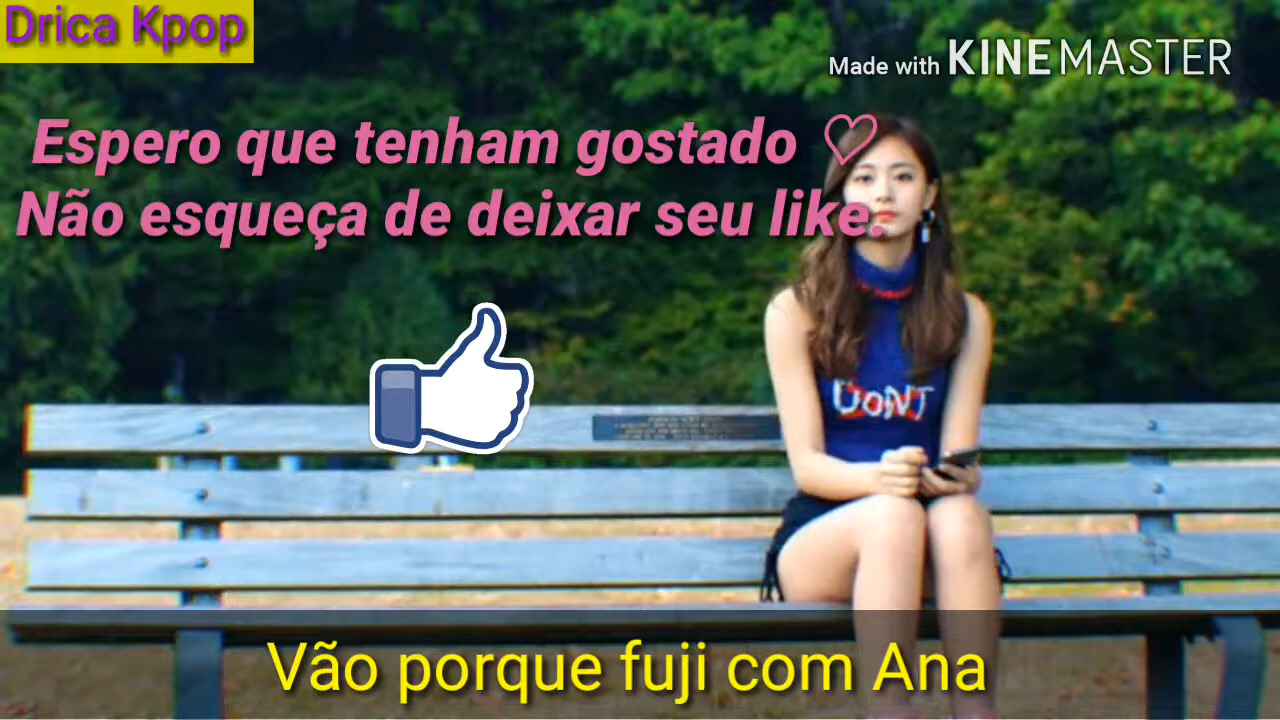 Drica Kpop
Made with KINEMASTER
Espero que tenham gostado ♡
Não esqueça de deixar seu like.
DON'T
Vão porque fuji com Ana